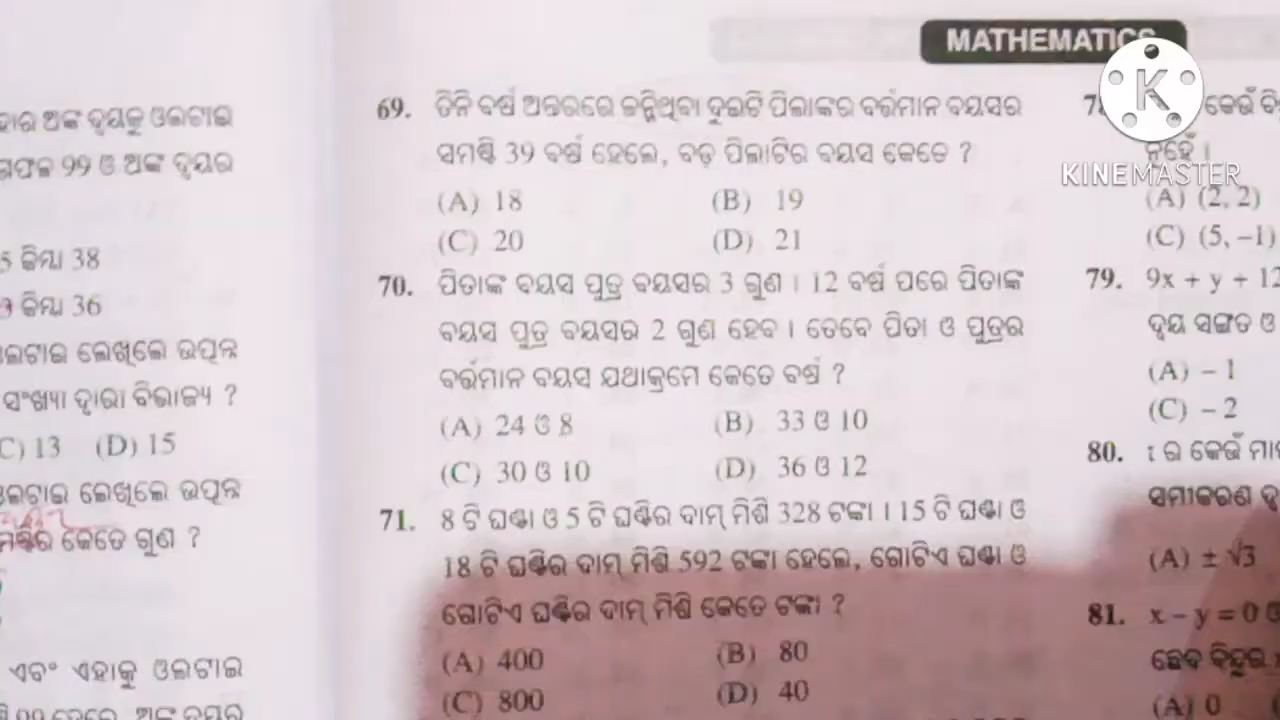 MATHEMATICS
ଅଙ୍କ ଦ୍ୱୟକୁ ଓଲଟାଇ
99 ଓ ଅଙ୍କ ଦ୍ୱୟର
5 କିମ୍ବା 38
କିମ୍ବା 36
ଲେଖିଲେ ଉତ୍ପନ୍ନ
ସଂଖ୍ୟା ଦ୍ୱାରା ବିଭାଜ୍ୟ ?
C) 13 (D) 15
ଲେଖିଲେ ଉତ୍ପନ୍ନ
କେତେ ଗୁଣ ?
ଏବଂ ଏହାକୁ ଓଲଟାଇ
69. ତିନି ବର୍ଷ ଅନ୍ତରରେ ଜନ୍ମିଥିବା ଦୁଇଟି ପିଲାଙ୍କର ବର୍ତ୍ତମାନ ବୟସର
ସମଷ୍ଟି 39 ବର୍ଷ ହେଲେ, ବଡ଼ ପିଲାଟିର ବୟସ କେତେ ?
(A) 18 (B) 19
(C) 20 (D) 21
70. ପିତାଙ୍କ ବୟସ ପୁତ୍ର ବୟସର 3 ଗୁଣ । 12 ବର୍ଷ ପରେ ପିତାଙ୍କ
ବୟସ ପୁତ୍ର ବୟସର 2 ଗୁଣ ହେବ । ତେବେ ପିତା ଓ ପୁତ୍ରର
ବର୍ତ୍ତମାନ ବୟସ ଯଥାକ୍ରମେ କେତେ ବର୍ଷ ?
(A) 24 ଓ 8 (B) 33 ଓ 10
(C) 30 ଓ 10 (D) 36 ଓ 12
71. 8 ଟି ଘଣ୍ଟା ଓ 5 ଟି ଘଣ୍ଟିର ଦାମ୍ ମିଶି 328 ଟଙ୍କା । 15 ଟି ଘଣ୍ଟା ଓ
18 ଟି ଘଣ୍ଟିର ଦାମ୍ ମିଶି 592 ଟଙ୍କା ହେଲେ, ଗୋଟିଏ ଘଣ୍ଟା ଓ
ଗୋଟିଏ ଘଣ୍ଟିର ଦାମ୍ ମିଶି କେତେ ଟଙ୍କା ?
(A) 400 (B) 80
(C) 800 (D) 40
କେଉଁ
ନୁହେଁ ।
(A) (2, 2)
(C) (5, –1)
79. 9x + y + 12
ଦ୍ୱୟ ସଙ୍ଗତ ଓ
(A) – 1
(C) – 2
80. t ର କେଉଁ
ସମୀକରଣ
(A) ± √3
81. x – y = 0 ଓ
ଛେଦ ବିନ୍ଦୁର
(A) 0
K
KINEMASTER